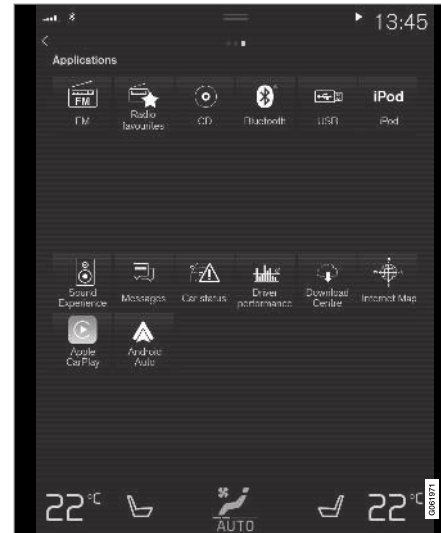 13:45
Applications
FM
iPod
FM
Radio
favourites
CD
Bluetooth
USB
iPod
Sound
Experience
Messages
Car status
Driver
performance
Download
Centre
Internet Map
Apple
CarPlay
Android
Auto
22°C
AUTO
22°C
G061971